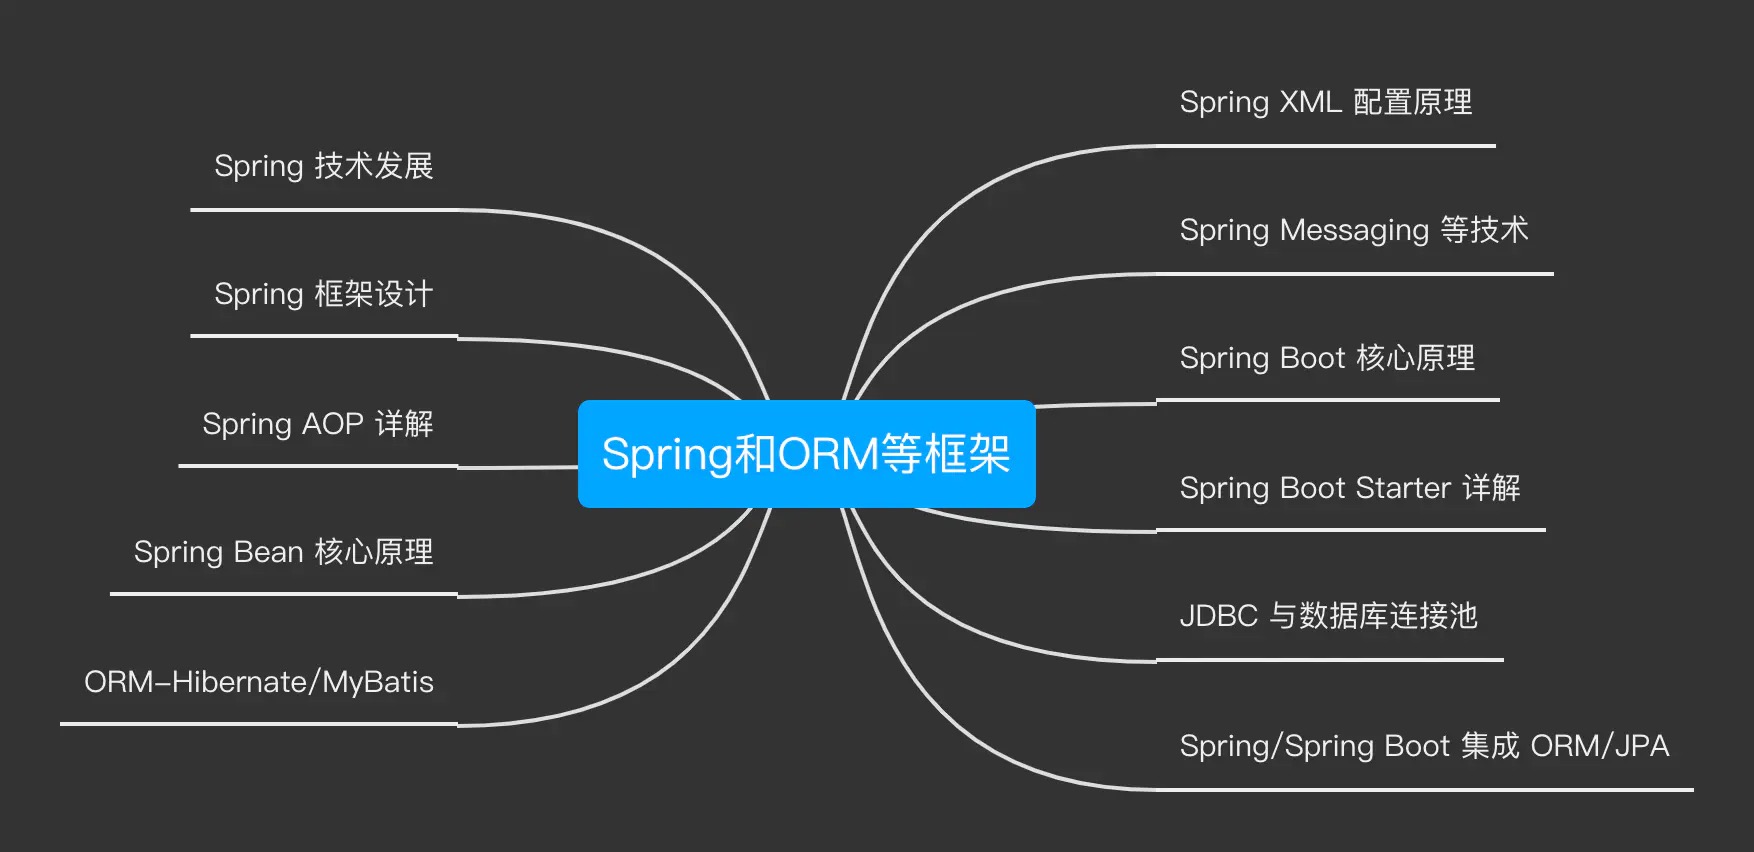 Spring和ORM等框架
Spring 技术发展
Spring 框架设计
Spring AOP 详解
Spring Bean 核心原理
ORM-Hibernate/MyBatis
Spring XML 配置原理
Spring Messaging 等技术
Spring Boot 核心原理
Spring Boot Starter 详解
JDBC 与数据库连接池
Spring/Spring Boot 集成 ORM/JPA